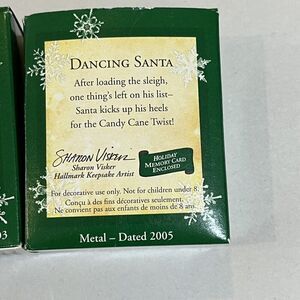 DANCING SANTA
After loading the sleigh,
one thing's left on his list–
Santa kicks up his heels
for the Candy Cane Twist!
SHARON VISKER
Sharon Visker
Hallmark Keepsake Artist
HOLIDAY
MEMORY CARD
ENCLOSED
For decorative use only. Not for children under 8.
Conçu à des fins décoratives seulement.
Ne convient pas aux enfants de moins de 8 ans.
Metal – Dated 2005
03